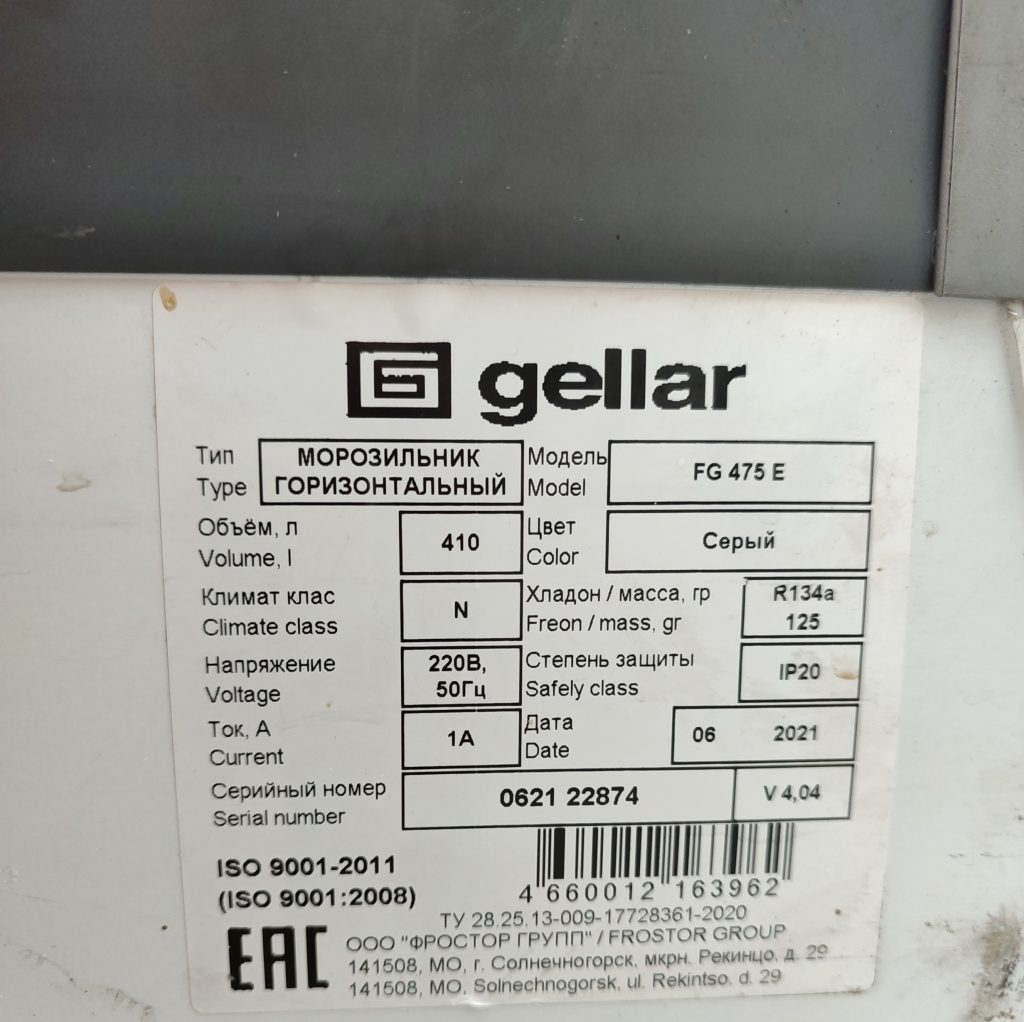 gellar
Тип МОРОЗИЛЬНИК Модель FG 475 E
Type ГОРИЗОНТАЛЬНЫЙ Model
Объём, л 410 Цвет Серый
Volume, l Color
Климат клас N Хладон / масса, гр R134a
Climate class Freon / mass, gr 125
Напряжение 220В, Степень защиты IP20
Voltage 50Гц Safely class
Ток, А 1А Дата 06 2021
Current Date
Серийный номер 0621 22874 V 4,04
Serial number
ISO 9001-2011
(ISO 9001:2008)
4 660012 163962
ТУ 28.25.13-009-17728361-2020
EAC ООО "ФРОСТОР ГРУПП" / FROSTOR GROUP
141508, МО, г. Солнечногорск, мкрн. Рекинцо, д. 29
141508, MO, Solnechnogorsk, ul. Rekintso. d. 29